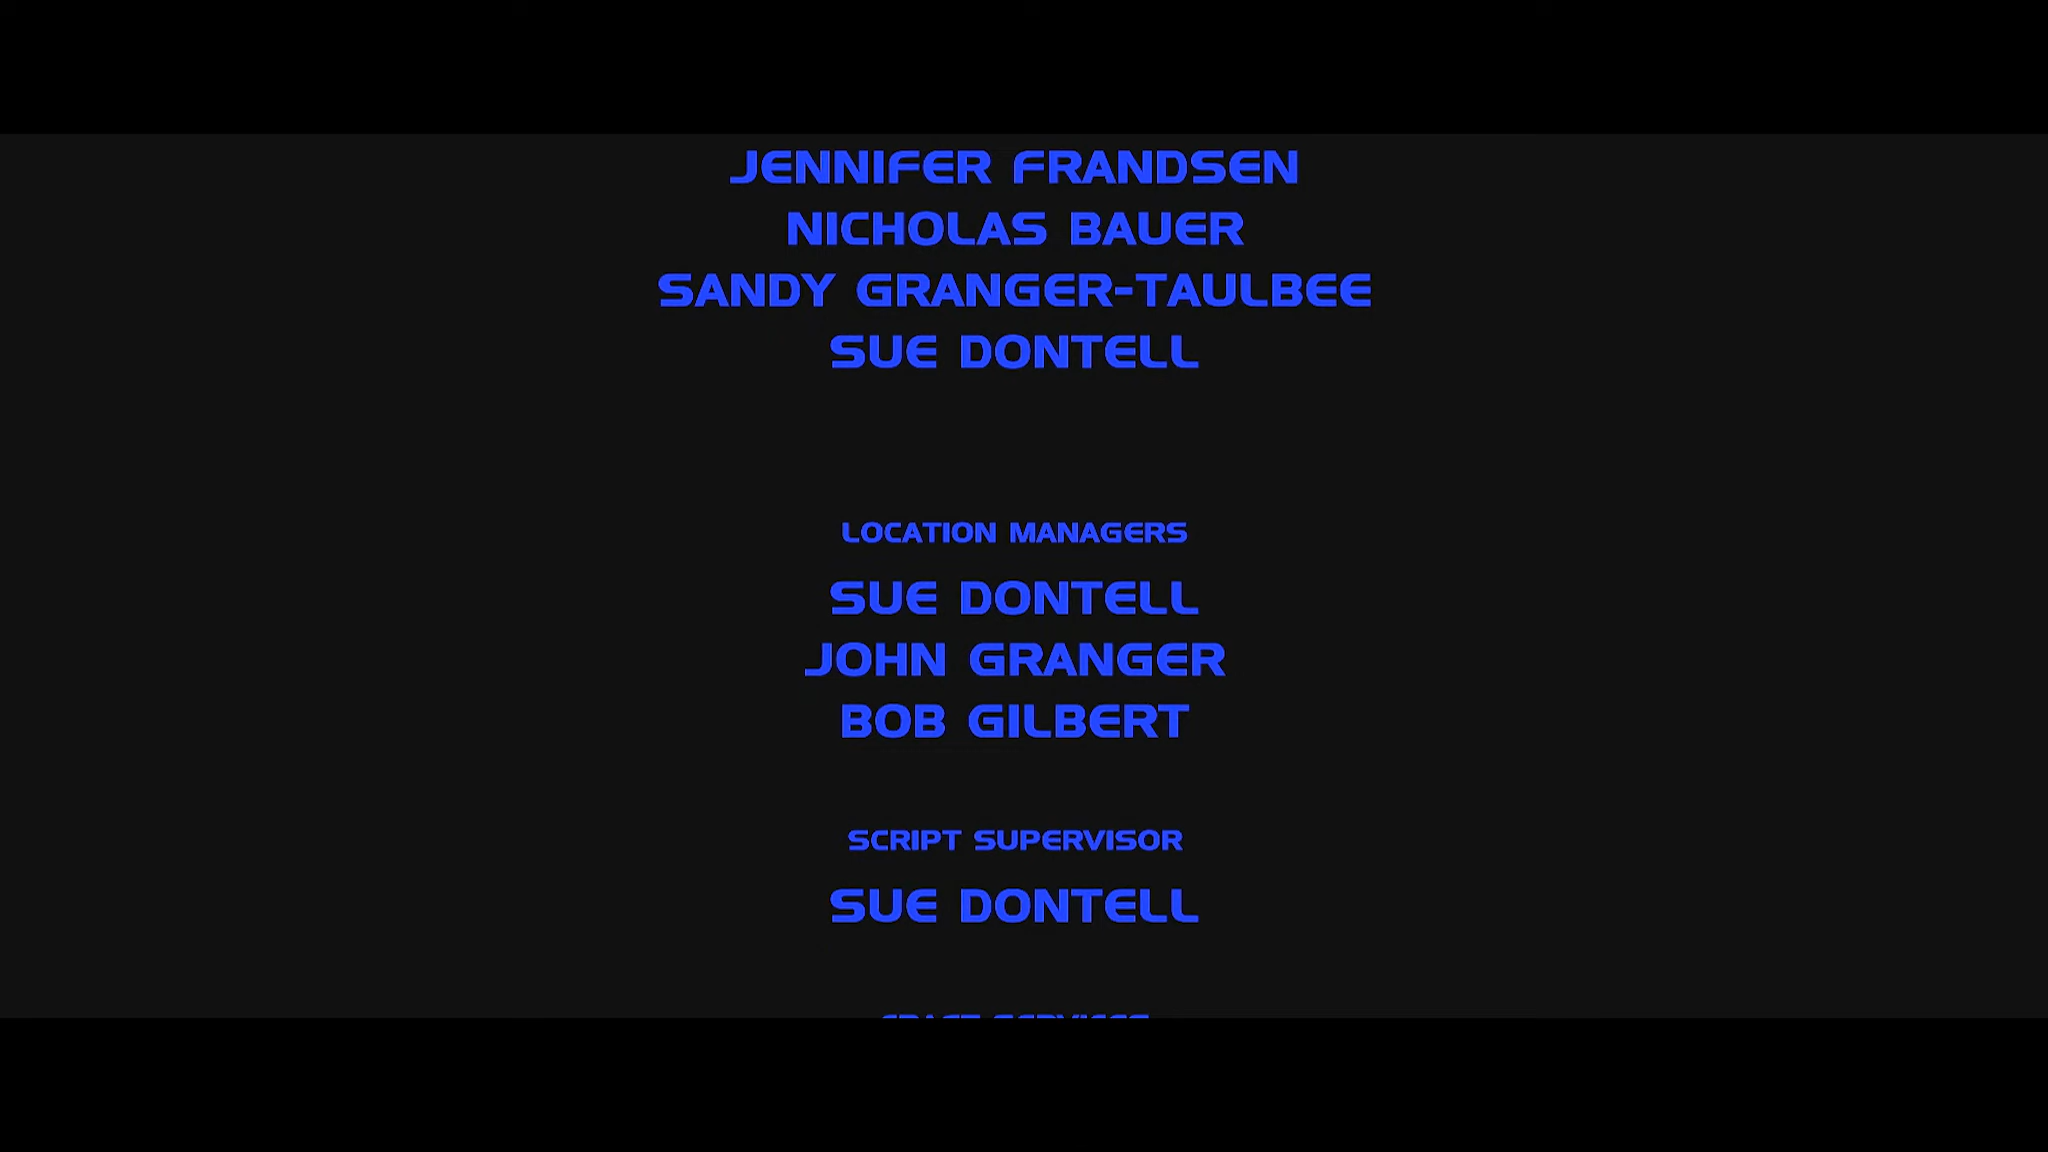 JENNIFER FRANDSEN
NICHOLAS BAUER
SANDY GRANGER-TAULBEE
SUE DONTELL
LOCATION MANAGERS
SUE DONTELL
JOHN GRANGER
BOB GILBERT
SCRIPT SUPERVISOR
SUE DONTELL